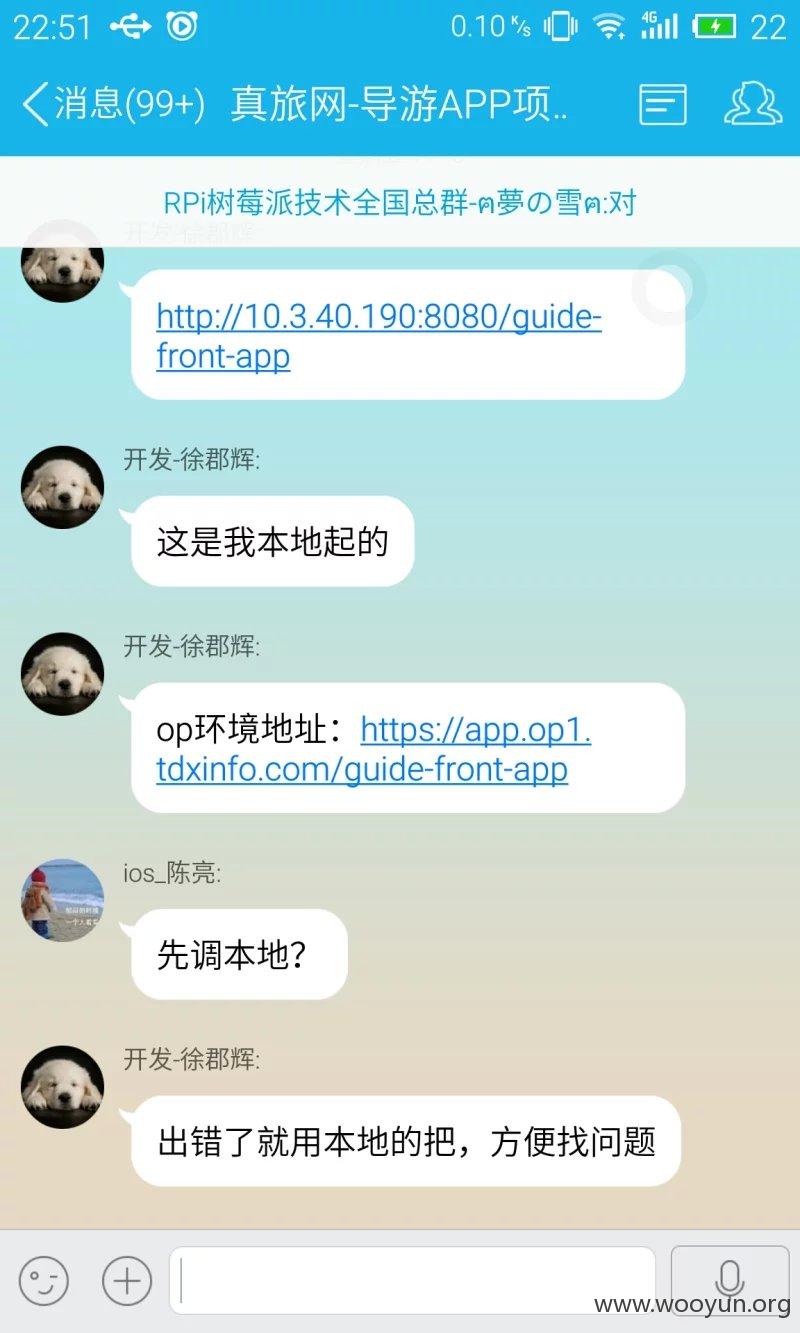 22:51
0.10 K/s
4G
22
消息(99+)
真旅网-导游APP项..
RPi树莓派技术全国总群-ฅ夢の雪ฅ:对
开发-徐郡辉:
http://10.3.40.190:8080/guide-
front-app
开发-徐郡辉:
这是我本地起的
开发-徐郡辉:
op环境地址：https://app.op1.
tdxinfo.com/guide-front-app
ios_陈亮:
先调本地？
开发-徐郡辉:
出错了就用本地的把，方便找问题
www.wooyun.org